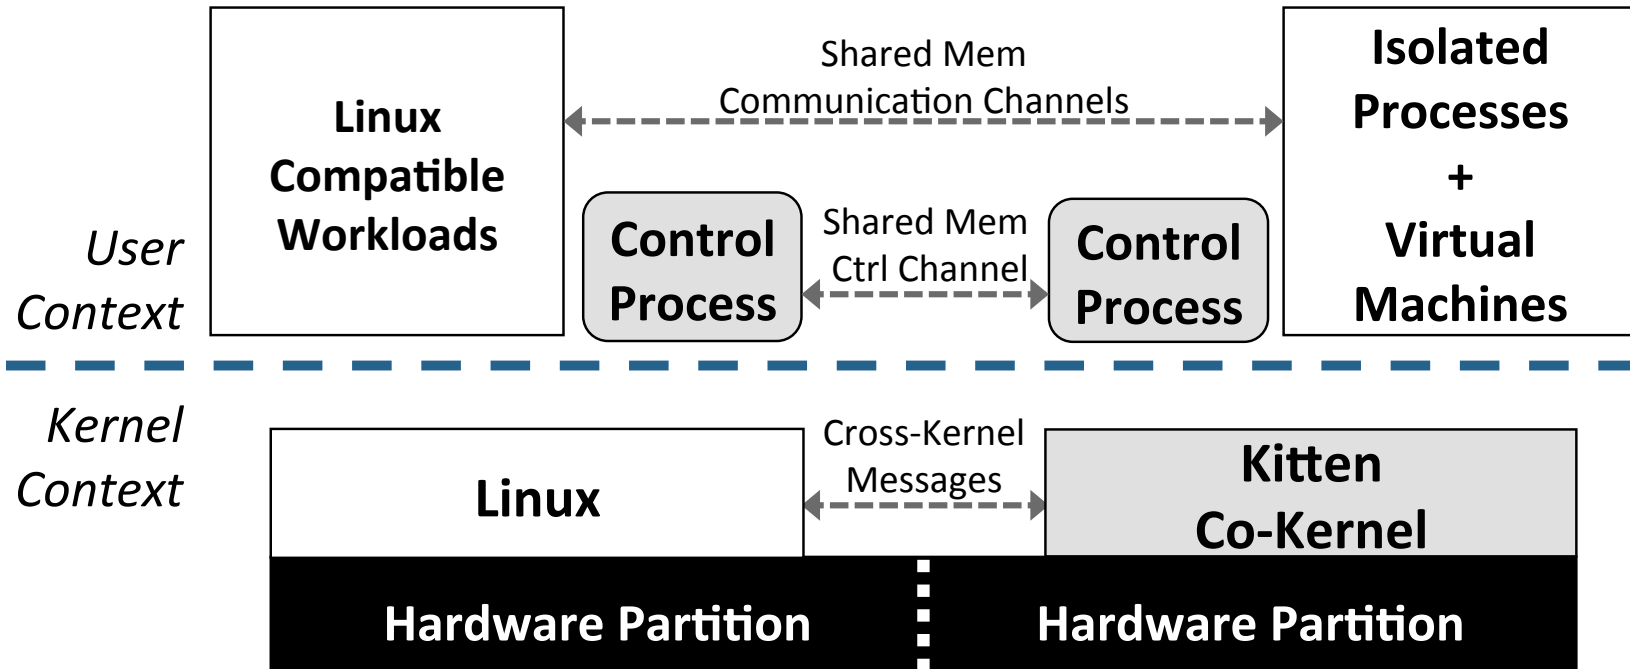 Shared Mem
Communication Channels
Linux
Compatible
Workloads
Isolated
Processes
+
Virtual
Machines
User
Context
Control
Process
Shared Mem
Ctrl Channel
Control
Process
Kernel
Context
Linux
Cross-Kernel
Messages
Kitten
Co-Kernel
Hardware Partition
Hardware Partition